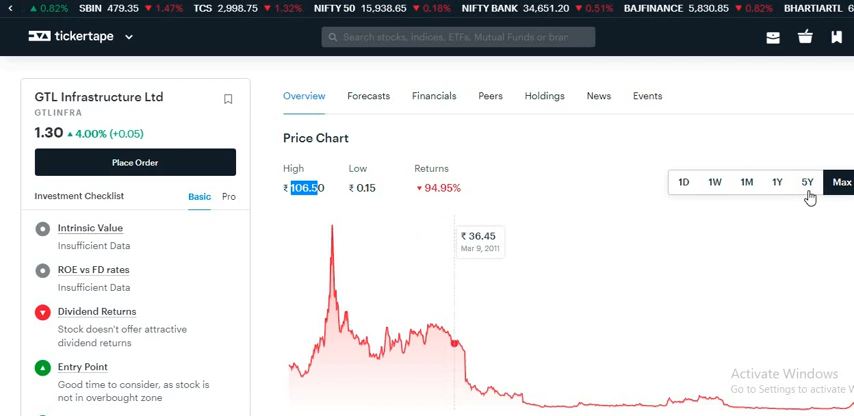 0.82% SBIN 479.35 ▼ 1.47% TCS 2,998.75 ▼ 1.32% NIFTY 50 15,938.65 ▼ 0.18% NIFTY BANK 34,651.20 ▼ 0.51% BAJFINANCE 5,830.85 ▼ 0.82% BHARTIARTL
tickertape
Search stocks, indices, ETFs, Mutual Funds or bran
GTL Infrastructure Ltd
GTLINFRA
1.30 ▲ 4.00% (+0.05)
Place Order
Investment Checklist Basic Pro
Intrinsic Value
Insufficient Data
ROE vs FD rates
Insufficient Data
Dividend Returns
Stock doesn't offer attractive
dividend returns
Entry Point
Good time to consider, as stock is
not in overbought zone
Overview Forecasts Financials Peers Holdings News Events
Price Chart
High Low Returns
₹ 106.50 ₹ 0.15 ▼ 94.95%
1D 1W 1M 1Y 5Y Max
₹ 36.45
Mar 9, 2011
Activate Windows
Go to Settings to activate W